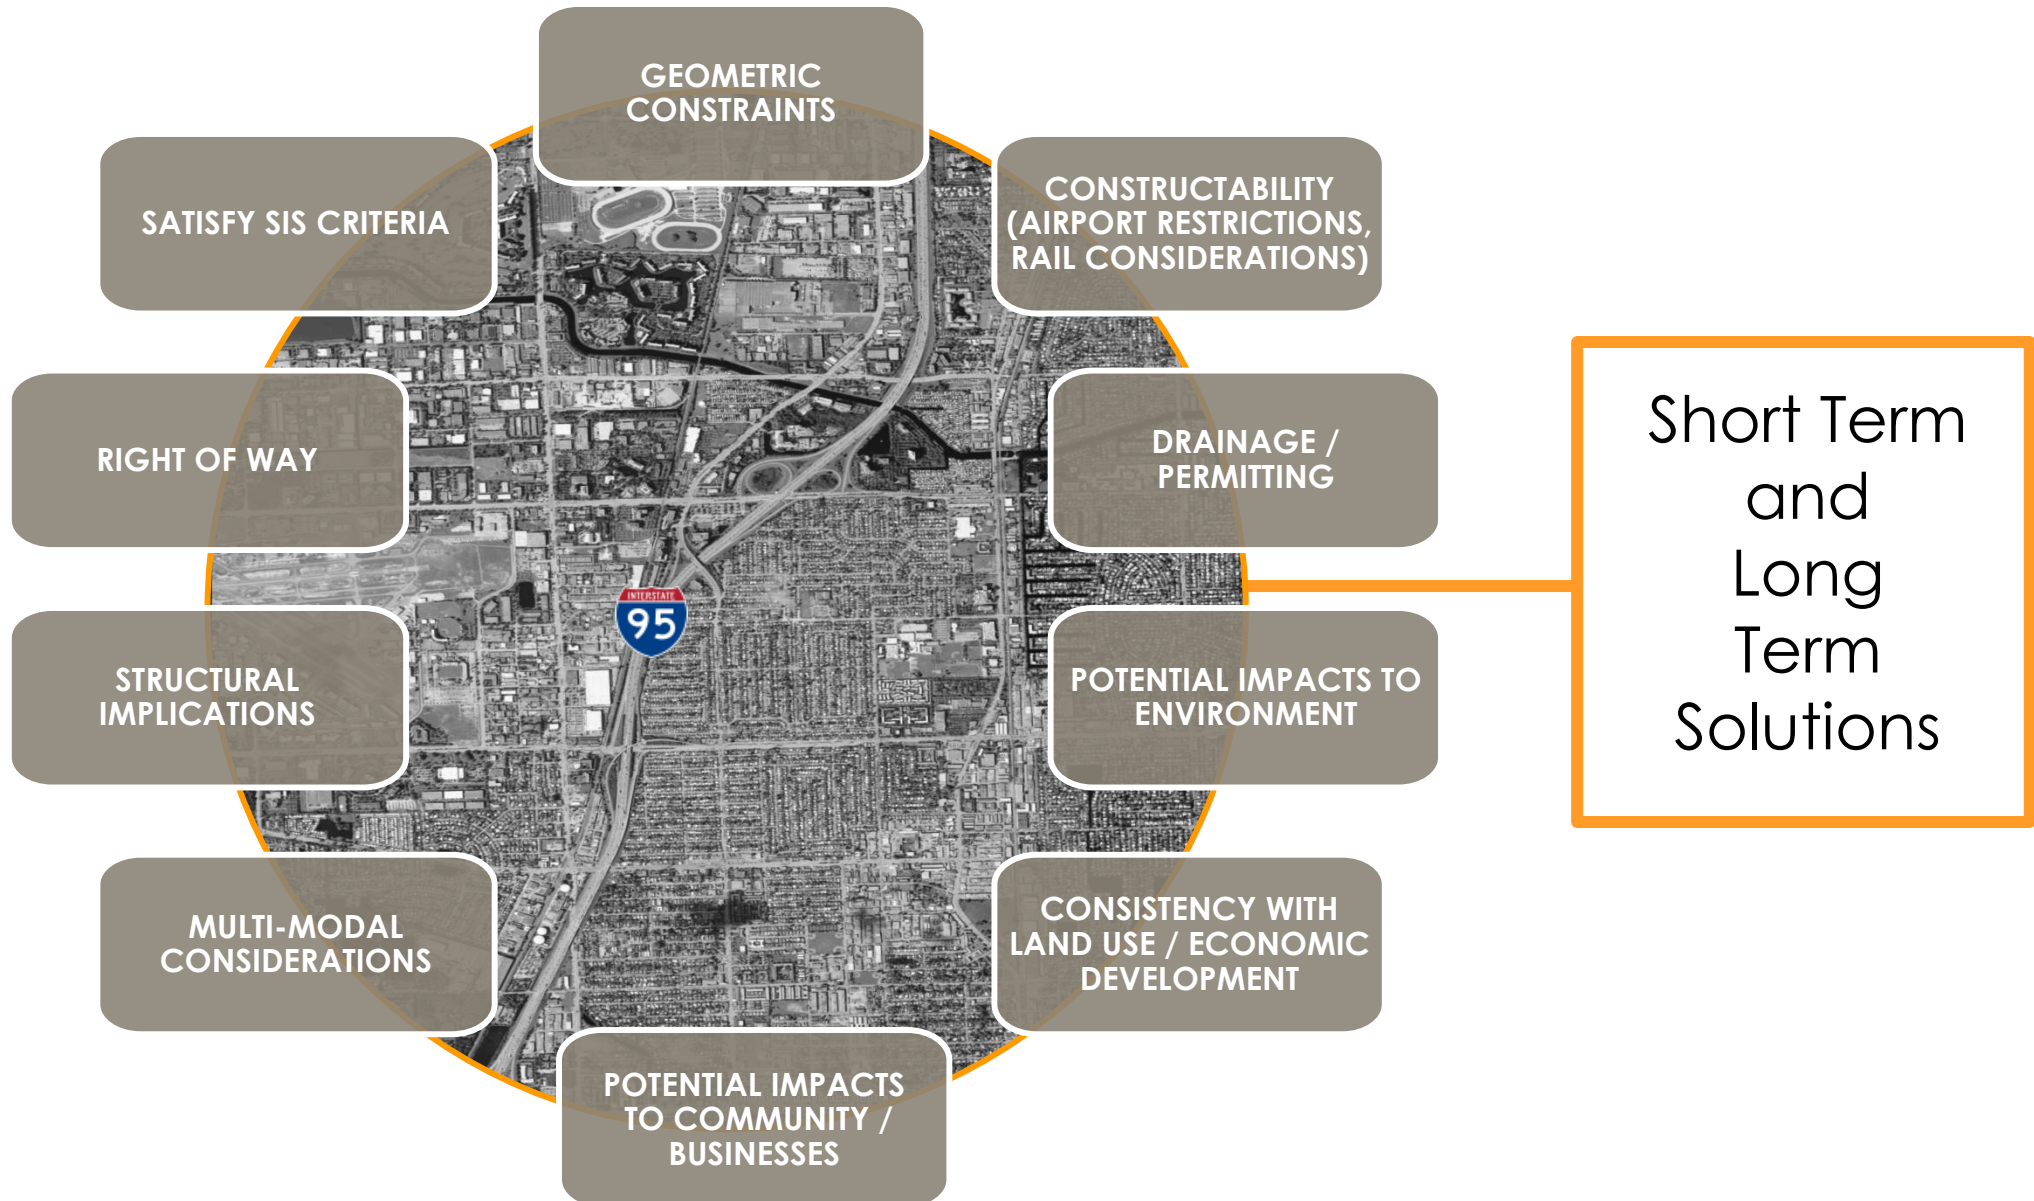 GEOMETRIC
CONSTRAINTS
CONSTRUCTABILITY
(AIRPORT RESTRICTIONS,
RAIL CONSIDERATIONS)
DRAINAGE /
PERMITTING
POTENTIAL IMPACTS TO
ENVIRONMENT
CONSISTENCY WITH
LAND USE / ECONOMIC
DEVELOPMENT
POTENTIAL IMPACTS
TO COMMUNITY /
BUSINESSES
MULTI-MODAL
CONSIDERATIONS
STRUCTURAL
IMPLICATIONS
RIGHT OF WAY
SATISFY SIS CRITERIA
INTERSTATE
95
Short Term
and
Long
Term
Solutions